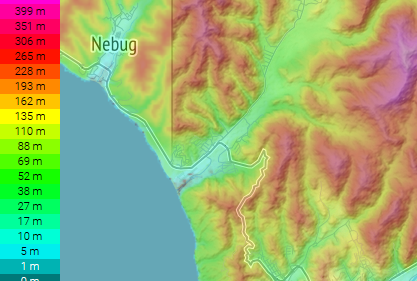 399 m
351 m
306 m
265 m
228 m
193 m
162 m
135 m
110 m
88 m
69 m
52 m
38 m
27 m
17 m
10 m
5 m
1 m
0 m
Nebug